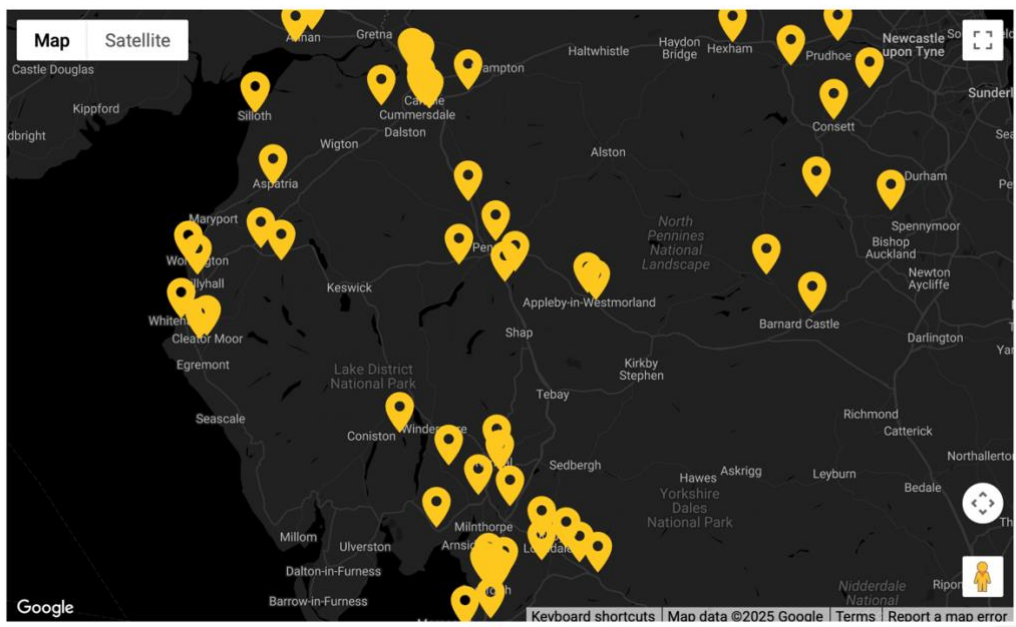 Map
Satellite
Annan
Gretna
Haltwhistle
Haydon
Bridge
Hexham
Prudhoe
Newcastle
upon Tyne
Castle Douglas
Kippford
Silloth
Cummersdale
Dalston
Wigton
Alston
Consett
Durham
Aspatria
Maryport
North
Pennines
National
Landscape
Spennymoor
Bishop
Auckland
Newton
Aycliffe
Keswick
Appleby-in-Westmorland
Barnard Castle
Cleator Moor
Shap
Darlington
Egremont
Lake District
National Park
Kirkby
Stephen
Tebay
Seascale
Coniston
Richmond
Catterick
Sedbergh
Hawes
Askrigg
Leyburn
Bedale
Yorkshire
Dales
National Park
Millom
Ulverston
Milnthorpe
Dalton-in-Furness
Barrow-in-Furness
Nidderdale
National
Google
Keyboard shortcuts
Map data ©2025 Google
Terms
Report a map error